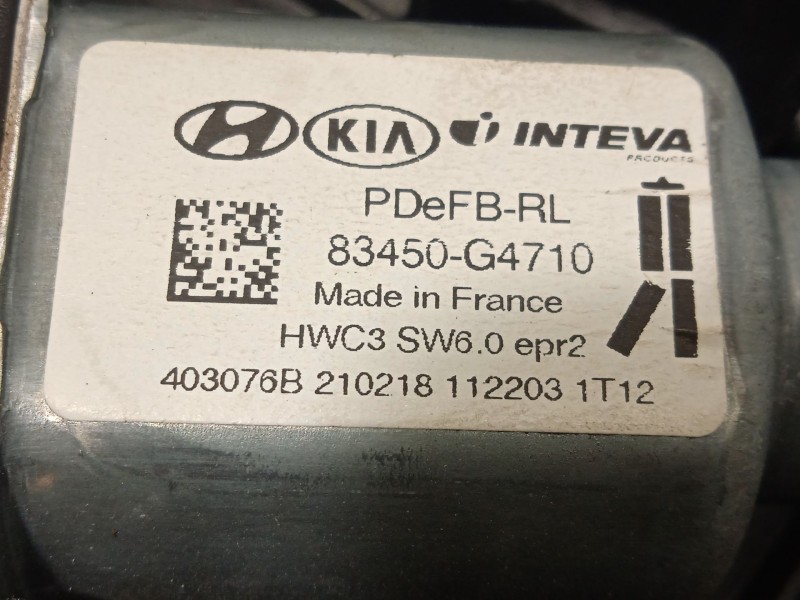 KIA INTEVA
PRODUCTS
PDeFB-RL
83450-G4710
Made in France
HWC3 SW6.0 epr2
403076B 210218 112203 1T12